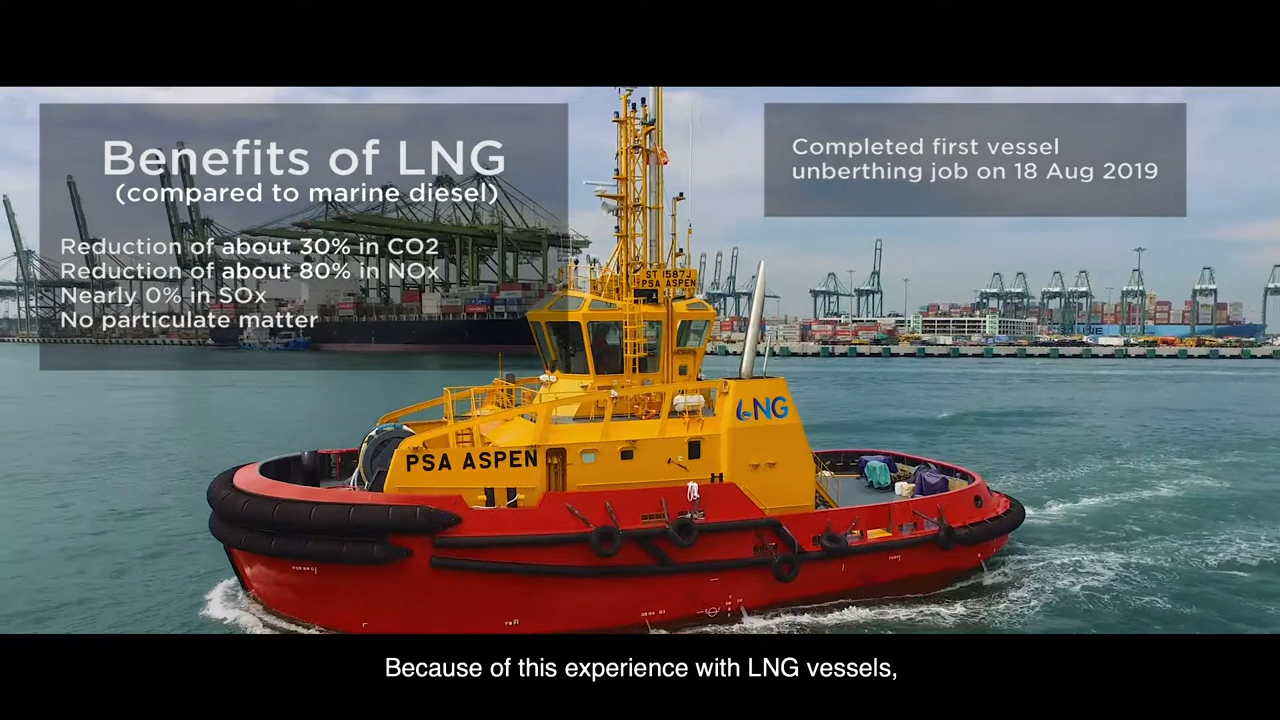 Benefits of LNG
(compared to marine diesel)
Reduction of about 30% in CO2
Reduction of about 80% in NOx
Nearly 0% in SOx
No particulate matter
Completed first vessel
unberthing job on 18 Aug 2019
ST 1587J
PSA ASPEN
LNG
PSA ASPEN
Because of this experience with LNG vessels,